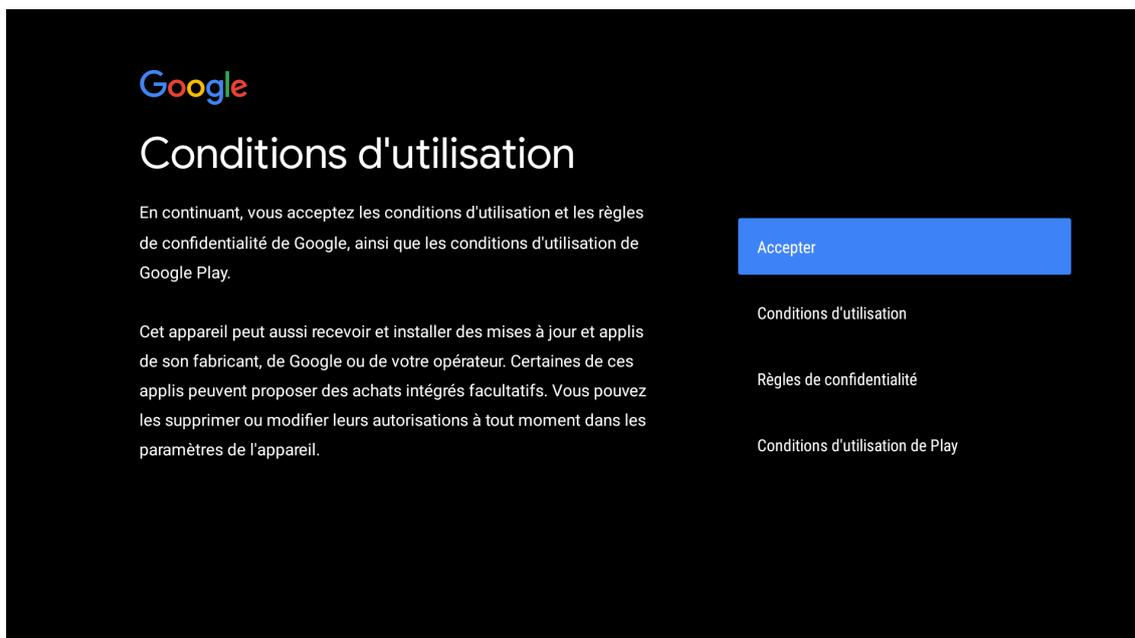 Google
Conditions d'utilisation
En continuant, vous acceptez les conditions d'utilisation et les règles
de confidentialité de Google, ainsi que les conditions d'utilisation de
Google Play.
Cet appareil peut aussi recevoir et installer des mises à jour et applis
de son fabricant, de Google ou de votre opérateur. Certaines de ces
applis peuvent proposer des achats intégrés facultatifs. Vous pouvez
les supprimer ou modifier leurs autorisations à tout moment dans les
paramètres de l'appareil.
Accepter
Conditions d'utilisation
Règles de confidentialité
Conditions d'utilisation de Play